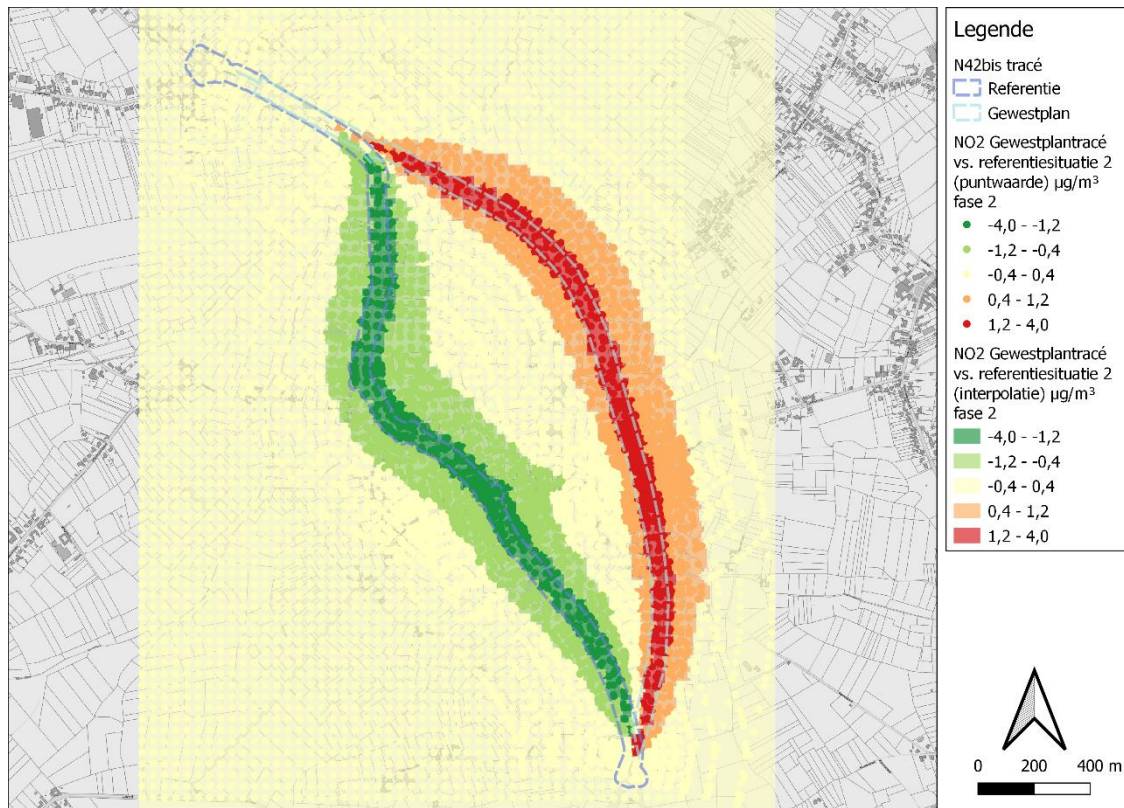 Legende
N42bis tracé
Referentie
Gewestplan
NO2 Gewestplantracé
vs. referentiesituatie 2
(puntwaarde) µg/m³
fase 2
-4,0 - -1,2
-1,2 - -0,4
-0,4 - 0,4
0,4 - 1,2
1,2 - 4,0
NO2 Gewestplantracé
vs. referentiesituatie 2
(interpolatie) µg/m³
fase 2
-4,0 - -1,2
-1,2 - -0,4
-0,4 - 0,4
0,4 - 1,2
1,2 - 4,0
0 200 400 m